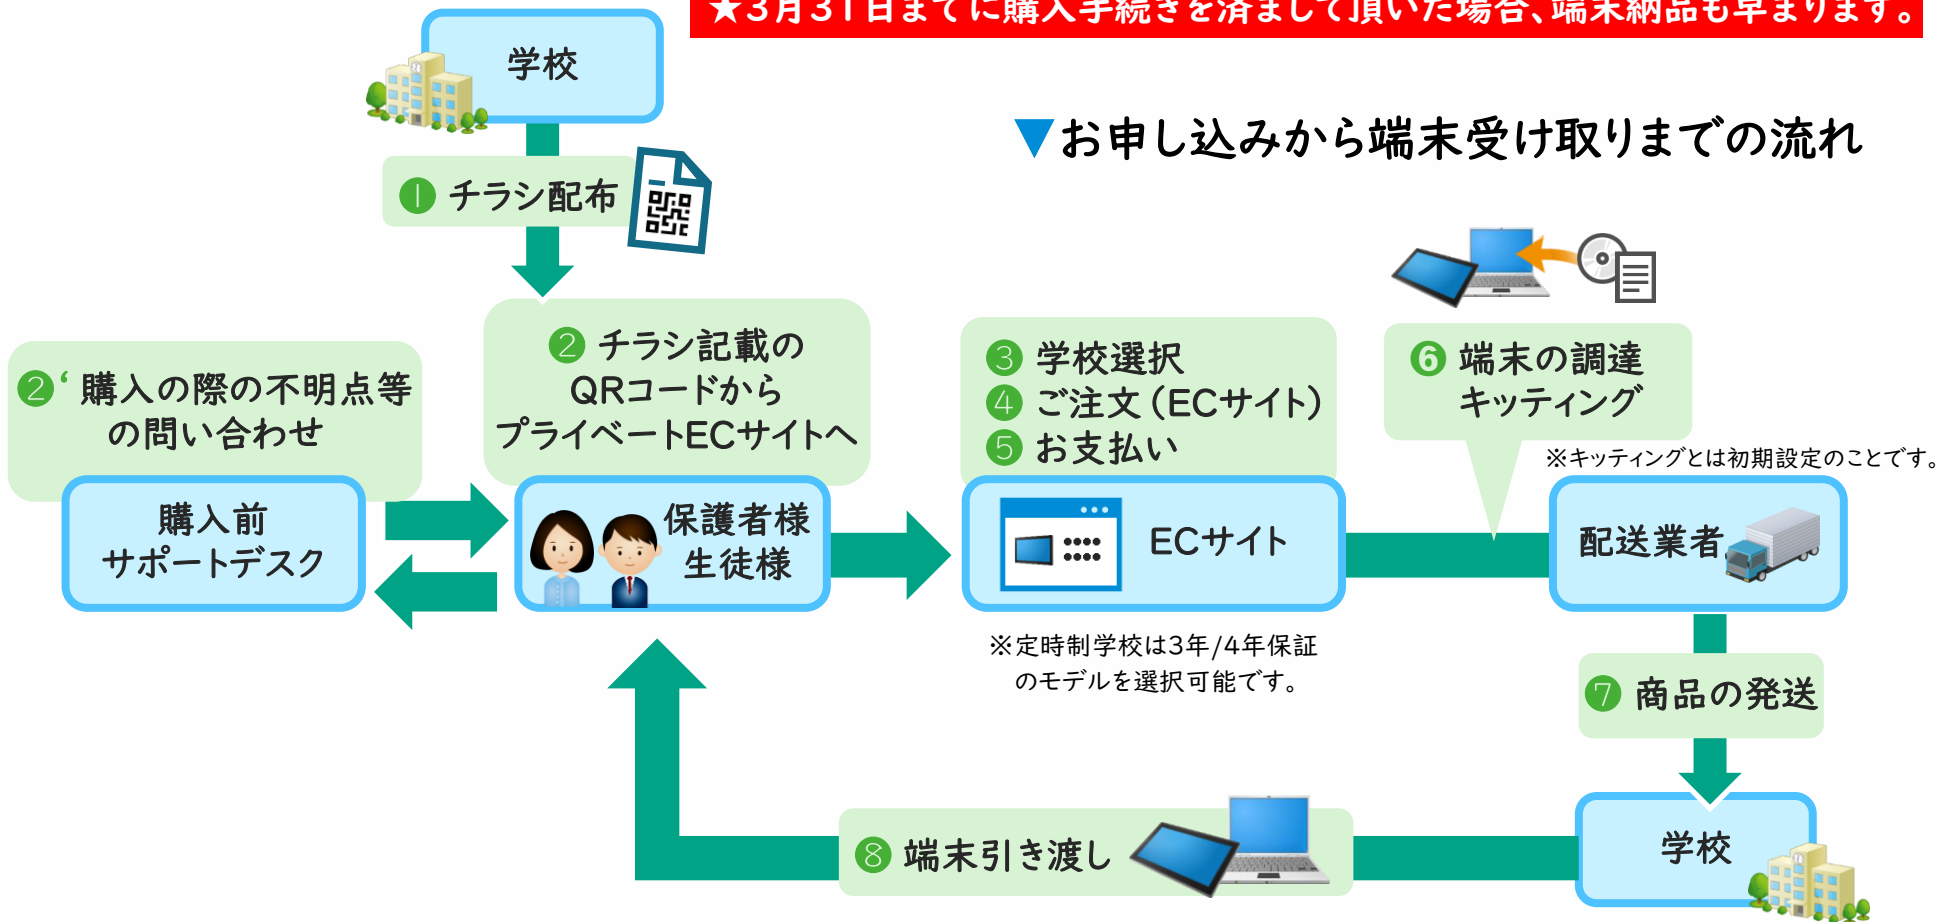 ★3月31日までに購入手続きを済まして頂いた場合、端末納品も早まります。
学校
▼お申し込みから端末受け取りまでの流れ
❶ チラシ配布
❷ チラシ記載の
QRコードから
プライベートECサイトへ
❷‘ 購入の際の不明点等
の問い合わせ
❸ 学校選択
❹ ご注文(ECサイト)
❺ お支払い
❻ 端末の調達
キッティング
※キッティングとは初期設定のことです。
購入前
サポートデスク
保護者様
生徒様
ECサイト
配送業者
※定時制学校は3年/4年保証
のモデルを選択可能です。
❼ 商品の発送
❽ 端末引き渡し
学校